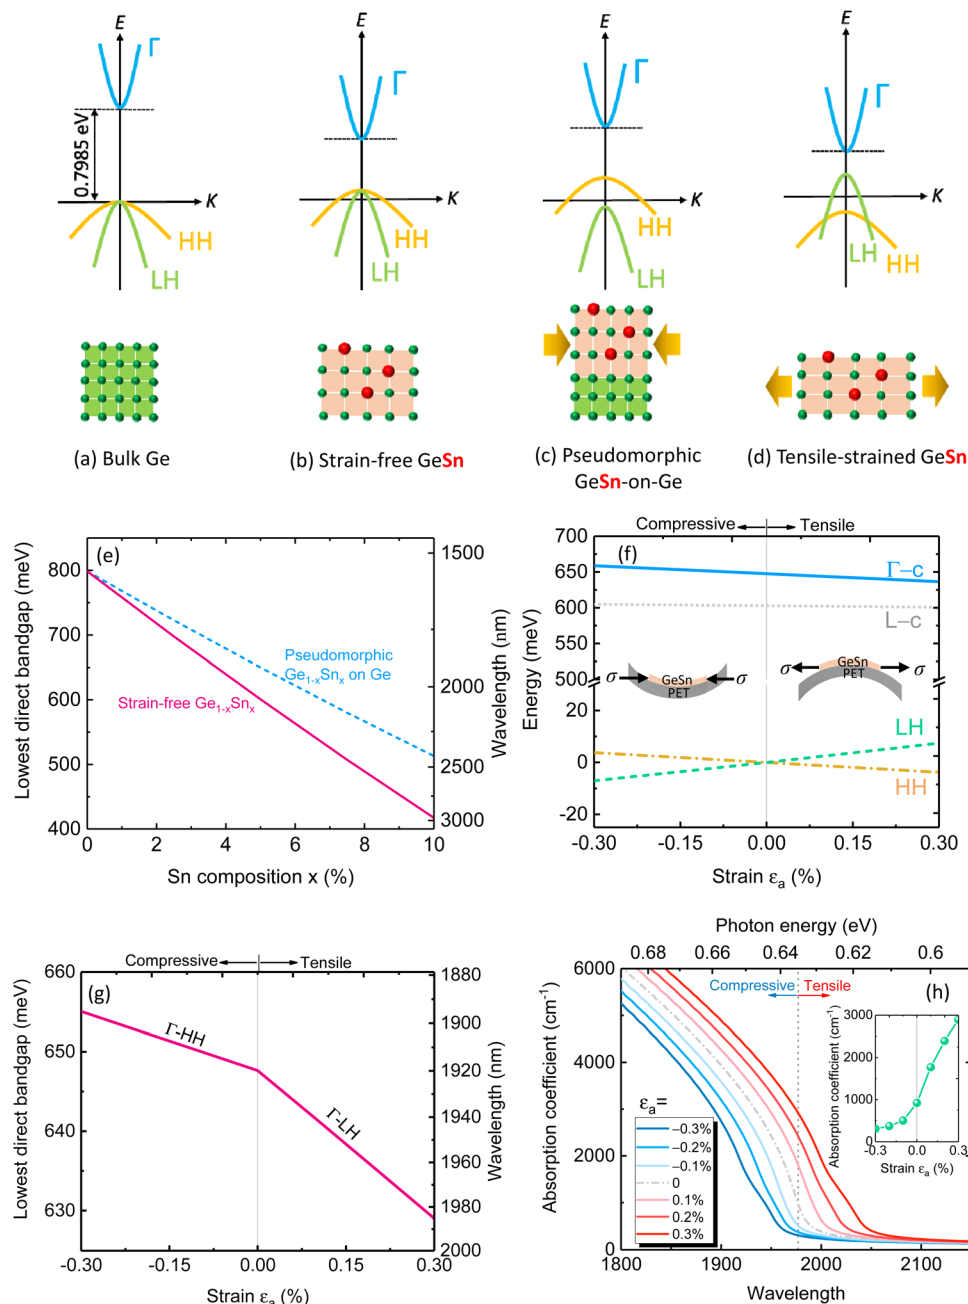 E
Γ
0.7985 eV
K
HH
LH
(a) Bulk Ge
E
Γ
K
HH
LH
(b) Strain-free GeSn
E
Γ
K
HH
LH
(c) Pseudomorphic
GeSn-on-Ge
E
Γ
K
LH
HH
(d) Tensile-strained GeSn
(e)
Lowest direct bandgap (meV)
800
700
600
500
400
Pseudomorphic
Ge1-xSnx on Ge
Strain-free Ge1-xSnx
1500
2000
2500
3000
Wavelength (nm)
0 2 4 6 8 10
Sn composition x (%)
Compressive Tensile
(f)
Energy (meV)
700
650
600
550
500
20
0
-20
Γ–c
L–c
σ GeSn σ
PET
σ GeSn σ
PET
LH
HH
-0.30 -0.15 0.00 0.15 0.30
Strain εa (%)
Compressive Tensile
(g)
Lowest direct bandgap (meV)
660
650
640
630
Γ-HH
Γ-LH
1880
1900
1920
1940
1960
1980
2000
Wavelength (nm)
-0.30 -0.15 0.00 0.15 0.30
Strain εa (%)
Photon energy (eV)
0.68 0.66 0.64 0.62 0.6
(h)
Compressive Tensile
Absorption coefficient (cm-1)
6000
4000
2000
0
εa=
–0.3%
–0.2%
–0.1%
0
0.1%
0.2%
0.3%
Absorption coefficient (cm-1)
3000
2000
1000
0
-0.3 0.0 0.3
Strain εa (%)
1800 1900 2000 2100
Wavelength